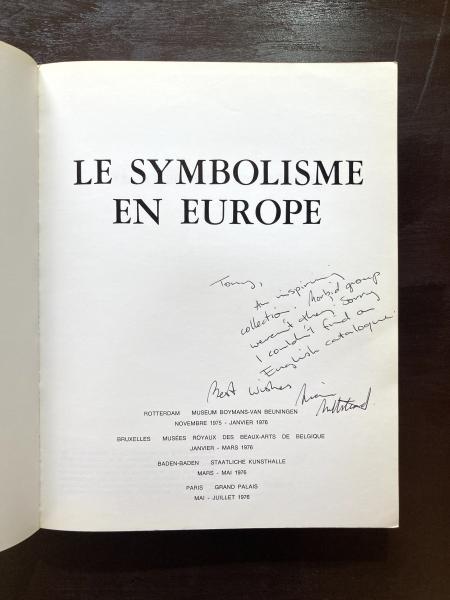 LE SYMBOLISME
EN EUROPE
Tony,
An inspiring
collection! Morbid group
weren't they! Sorry
I couldn't find an
English catalogue.
Best wishes
ROTTERDAM MUSEUM BOYMANS-VAN BEUNINGEN
NOVEMBRE 1975 - JANVIER 1976
BRUXELLES MUSÉES ROYAUX DES BEAUX-ARTS DE BELGIQUE
JANVIER - MARS 1976
BADEN-BADEN STAATLICHE KUNSTHALLE
MARS - MAI 1976
PARIS GRAND PALAIS
MAI - JUILLET 1976